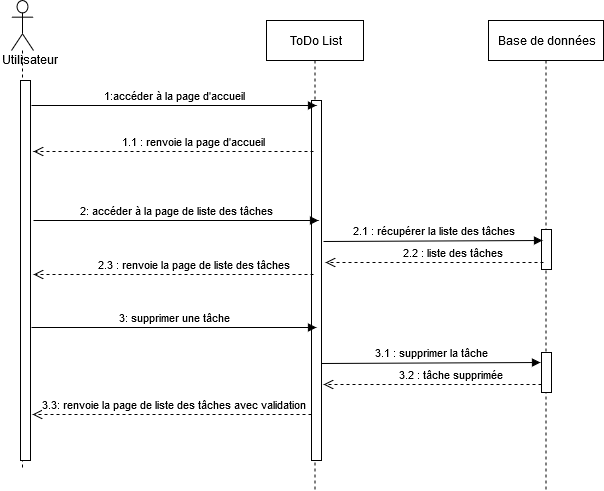 ToDo List
Base de données
Utilisateur
1:accéder à la page d'accueil
1.1 : renvoie la page d'accueil
2: accéder à la page de liste des tâches
2.1 : récupérer la liste des tâches
2.2 : liste des tâches
2.3 : renvoie la page de liste des tâches
3: supprimer une tâche
3.1 : supprimer la tâche
3.2 : tâche supprimée
3.3: renvoie la page de liste des tâches avec validation